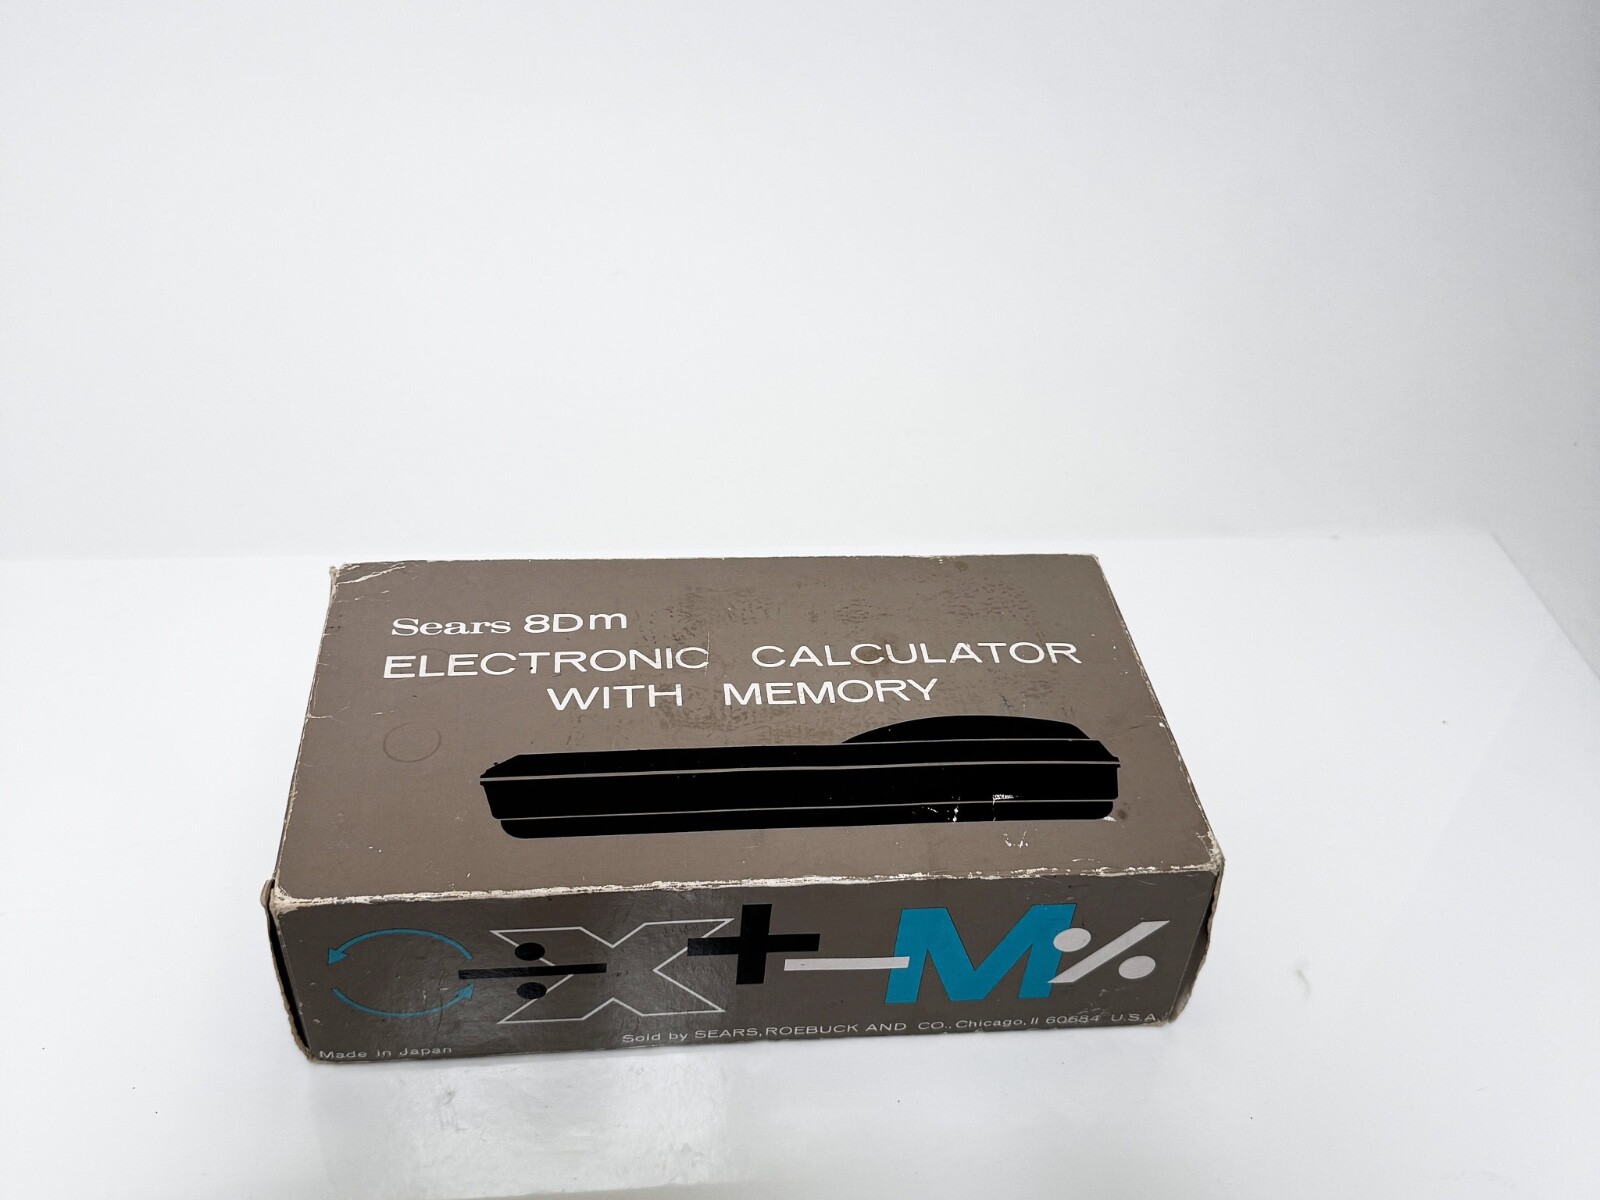 Sears 8Dm
ELECTRONIC CALCULATOR
WITH MEMORY
÷ X + - M %
Sold by SEARS, ROEBUCK AND CO., Chicago, Il 60684 U.S.A.
Made in Japan